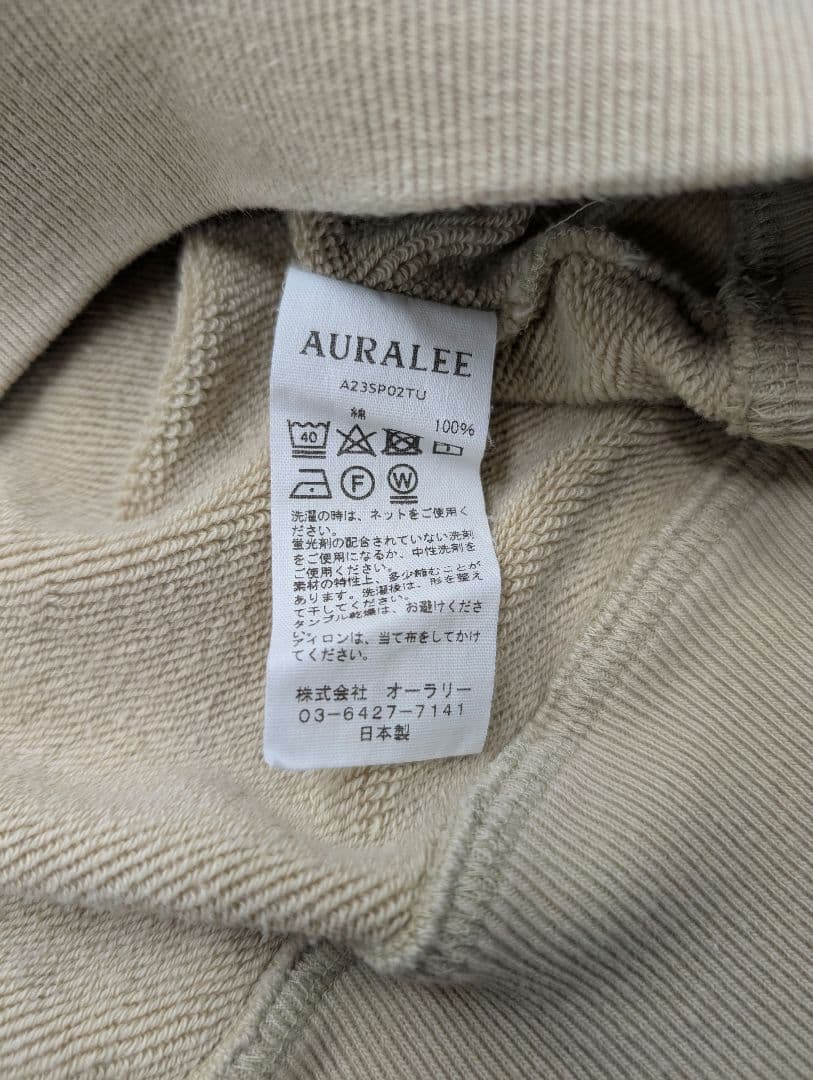 AURALEE
A23SP02TU
綿 100%
40
F W
洗濯の時は、ネットをご使用く
ださい。
蛍光剤の配合されていない洗剤
をご使用になるか、中性洗剤を
ご使用ください。
素材の特性上、多少縮むことが
あります。洗濯後は、形を整え
て干してください。
タンブル乾燥は、お避けくださ
い。
アイロンは、当て布をしてかけ
てください。
株式会社 オーラリー
03-6427-7141
日本製